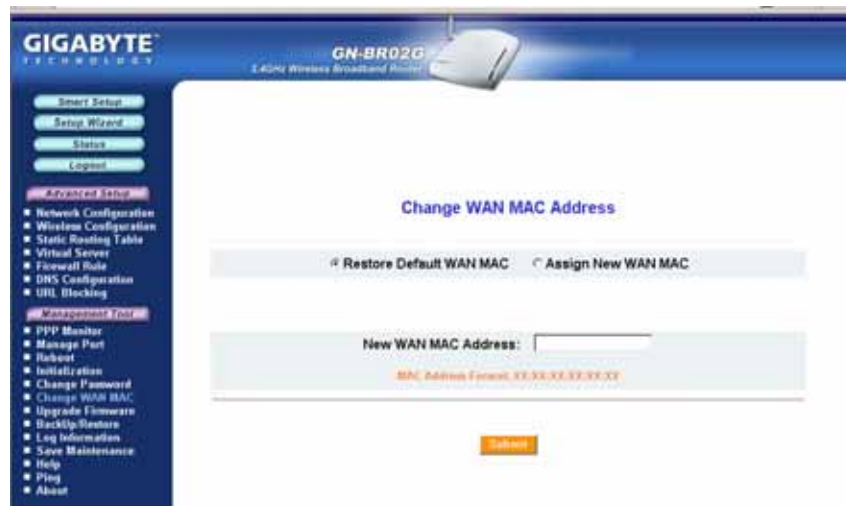 GIGABYTE
TECHNOLOGY
GN-BR02G
2.4GHz Wireless Broadband Router
Smart Setup
Setup Wizard
Status
Logout
Advanced Setup
Network Configuration
Wireless Configuration
Static Routing Table
Virtual Server
Firewall Rule
DNS Configuration
URL Blocking
Management Tool
PPP Monitor
Manage Port
Reboot
Initialization
Change Password
Change WAN MAC
Upgrade Firmware
BackUp/Restore
Log Information
Save Maintenance
Help
Ping
About
Change WAN MAC Address
Restore Default WAN MAC Assign New WAN MAC
New WAN MAC Address:
MAC Address Format: XX:XX:XX:XX:XX:XX
Submit